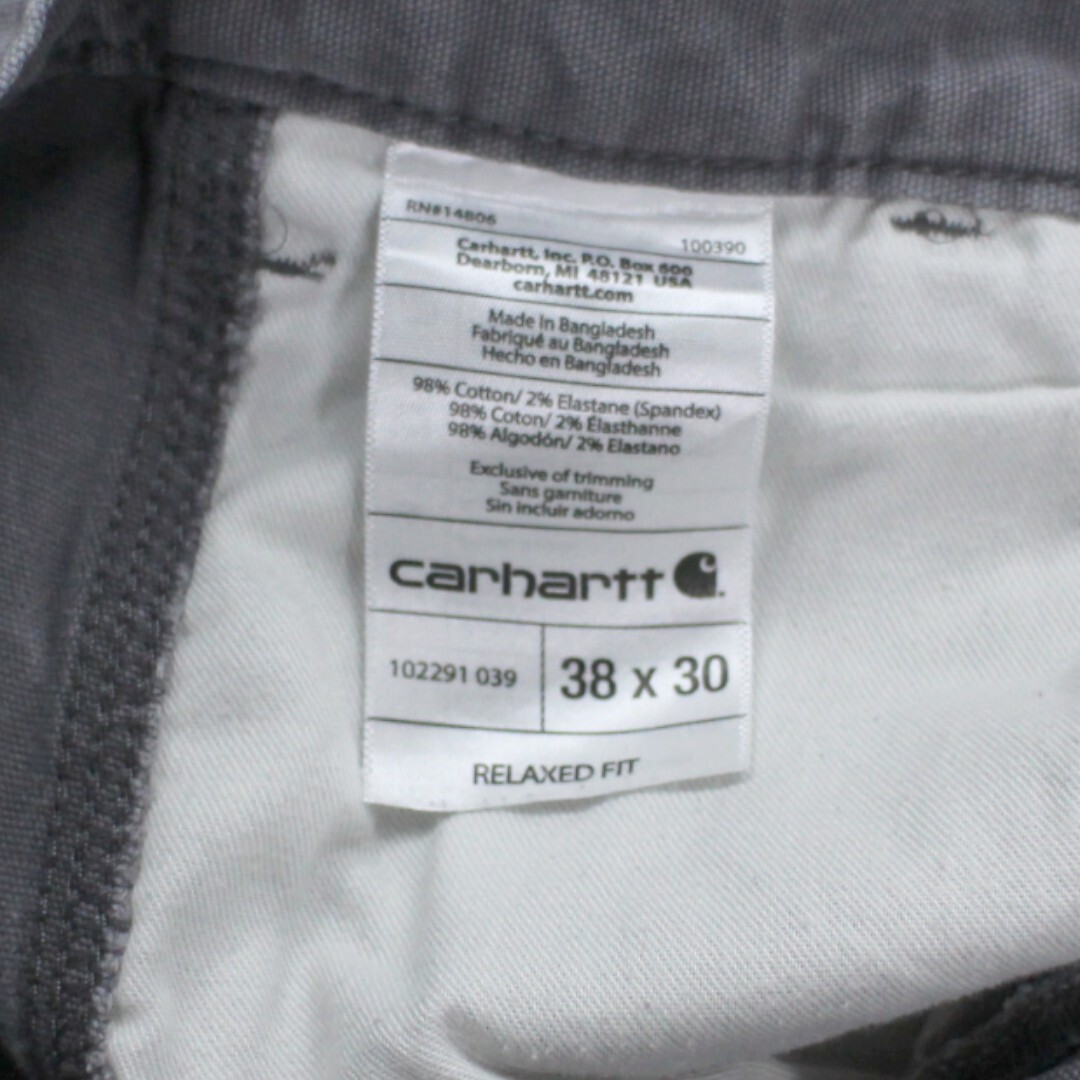 RN#14806
100390
Carhartt, Inc. P.O. Box 600
Dearborn, MI 48121 USA
carhartt.com
Made in Bangladesh
Fabriqué au Bangladesh
Hecho en Bangladesh
98% Cotton/ 2% Elastane (Spandex)
98% Coton/ 2% Élasthanne
98% Algodón/ 2% Elastano
Exclusive of trimming
Sans garniture
Sin incluir adorno
carhartt
102291 039
38 x 30
RELAXED FIT